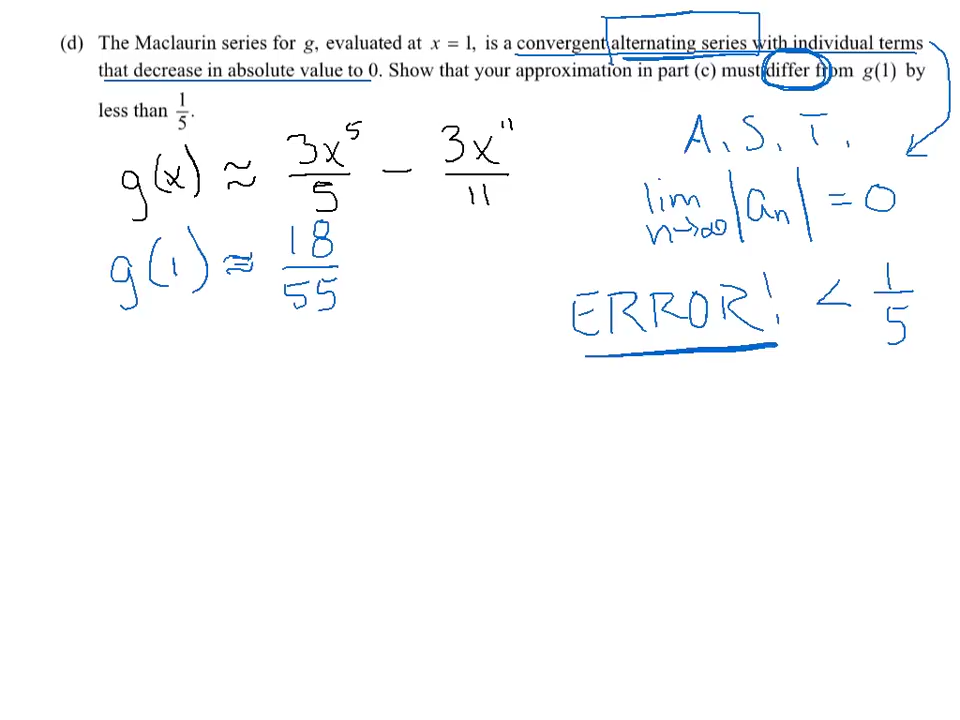 (d) The Maclaurin series for g, evaluated at x = 1, is a convergent alternating series with individual terms
that decrease in absolute value to 0. Show that your approximation in part (c) must differ from g(1) by
less than 1/5.
A. S. T.
g(x) ≈ 3x^5/5 − 3x^11/11
lim n→∞ |an| = 0
g(1) ≈ 18/55
ERROR! < 1/5